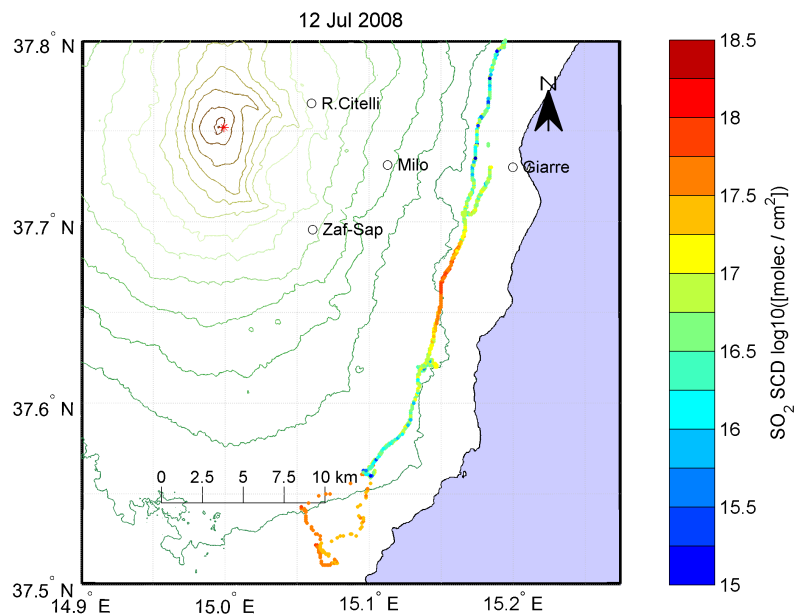 12 Jul 2008
37.8° N
37.7° N
37.6° N
37.5° N
14.9° E
15.0° E
15.1° E
15.2° E
R.Citelli
Milo
Giarre
Zaf-Sap
N
0 2.5 5 7.5 10 km
18.5
18
17.5
17
16.5
16
15.5
15
SO2 SCD log10([molec / cm2])